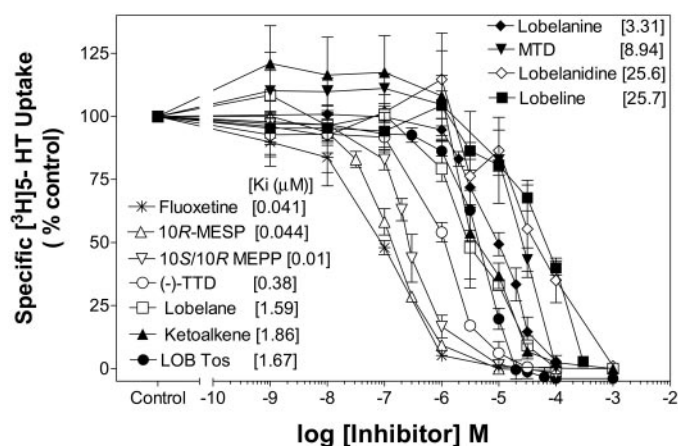 Specific [³H]5- HT Uptake
( % control)
125
100
75
50
25
0
Lobelanine [3.31]
MTD [8.94]
Lobelanidine [25.6]
Lobeline [25.7]
[Ki (μM)]
Fluoxetine [0.041]
10R-MESP [0.044]
10S/10R MEPP [0.01]
(-)-TTD [0.38]
Lobelane [1.59]
Ketoalkene [1.86]
LOB Tos [1.67]
Control -10 -9 -8 -7 -6 -5 -4 -3 -2
log [Inhibitor] M